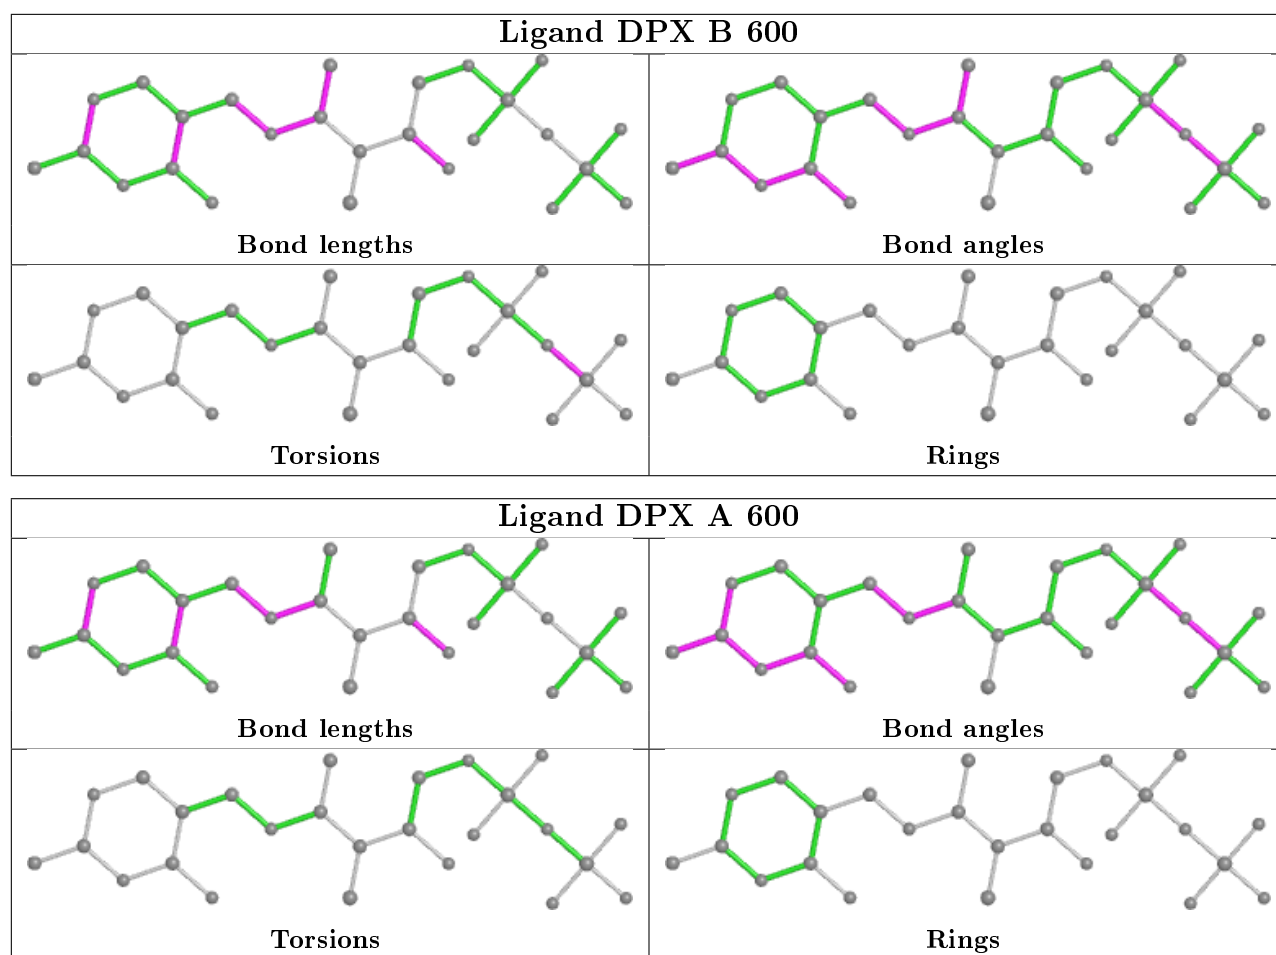 Ligand DPX B 600
Bond lengths
Bond angles
Torsions
Rings
Ligand DPX A 600
Bond lengths
Bond angles
Torsions
Rings